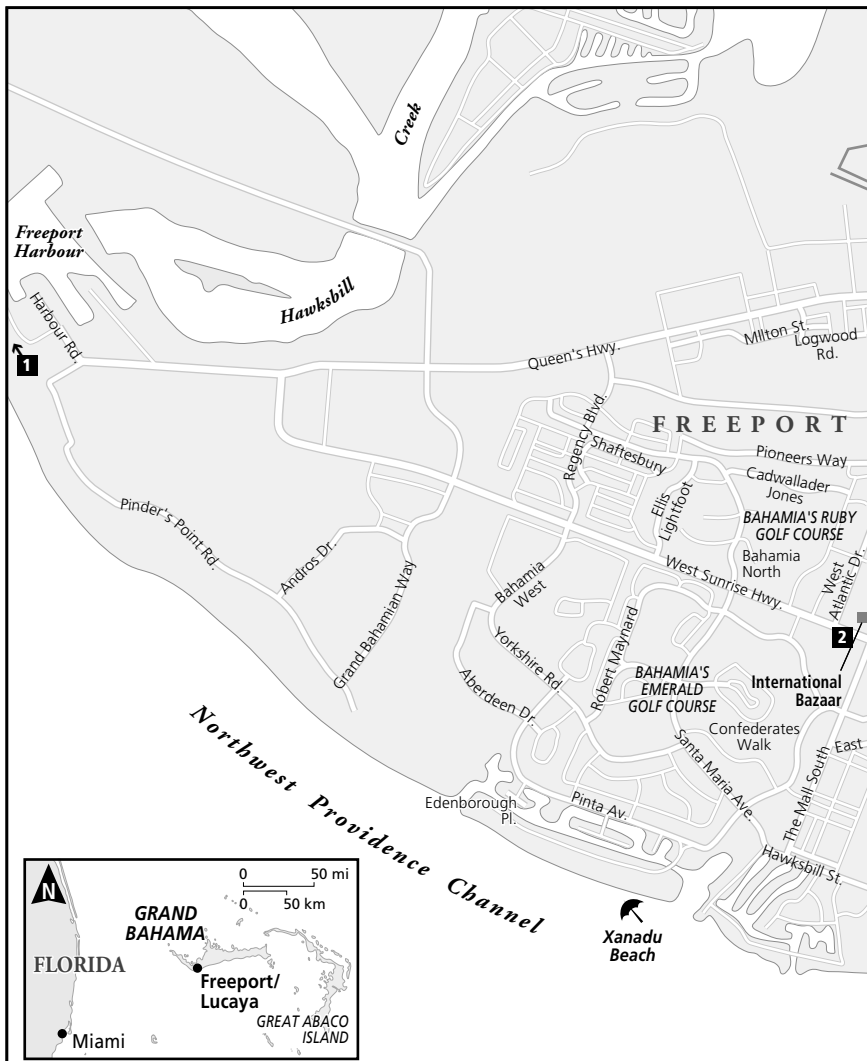 Creek
Freeport
Harbour
Hawksbill
Harbour Rd.
1
Queen's Hwy.
MIlton St.
Logwood
Rd.
FREEPORT
Regency Blvd.
Shaftesbury
Pioneers Way
Cadwallader
Jones
Ellis
Lightfoot
BAHAMIA'S RUBY
GOLF COURSE
Pinder's Point Rd.
Andros Dr.
Bahamia
North
West
Atlantic Dr.
West Sunrise Hwy.
Bahamia
West
Grand Bahamian Way
Yorkshire Rd
Robert Maynard
2
Aberdeen Dr.
BAHAMIA'S
EMERALD
GOLF COURSE
International
Bazaar
Confederates
Walk
East
Santa Maria Ave.
The Mall South
Northwest Providence Channel
Edenborough
Pl.
Pinta Av.
Hawksbill St.
Xanadu
Beach
N
0 50 mi
0 50 km
GRAND
BAHAMA
FLORIDA
Freeport/
Lucaya
GREAT ABACO
ISLAND
Miami